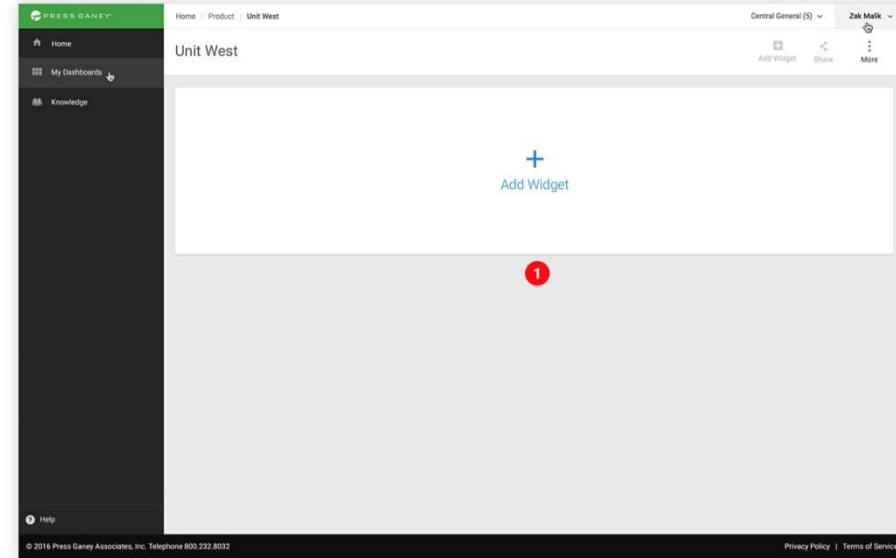 PRESS GANEY
Home | Product | Unit West
Central General (5)
Zak Malik
Home
My Dashboards
Knowledge
Unit West
Add Widget
Share
More
Add Widget
1
Help
© 2016 Press Ganey Associates, Inc. Telephone 800.232.8032
Privacy Policy | Terms of Service